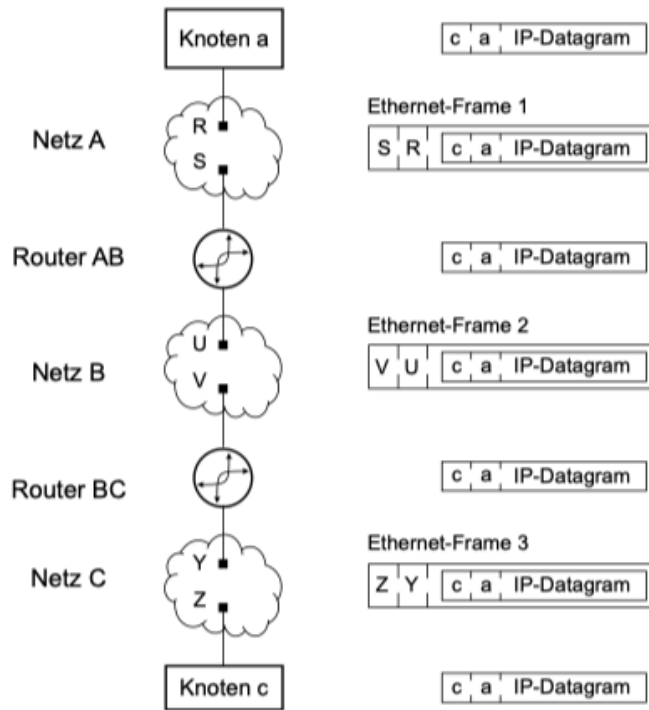 Knoten a
c a IP-Datagram
Ethernet-Frame 1
Netz A
R
S
S R c a IP-Datagram
Router AB
c a IP-Datagram
Ethernet-Frame 2
Netz B
U
V
V U c a IP-Datagram
Router BC
c a IP-Datagram
Ethernet-Frame 3
Netz C
Y
Z
Z Y c a IP-Datagram
Knoten c
c a IP-Datagram